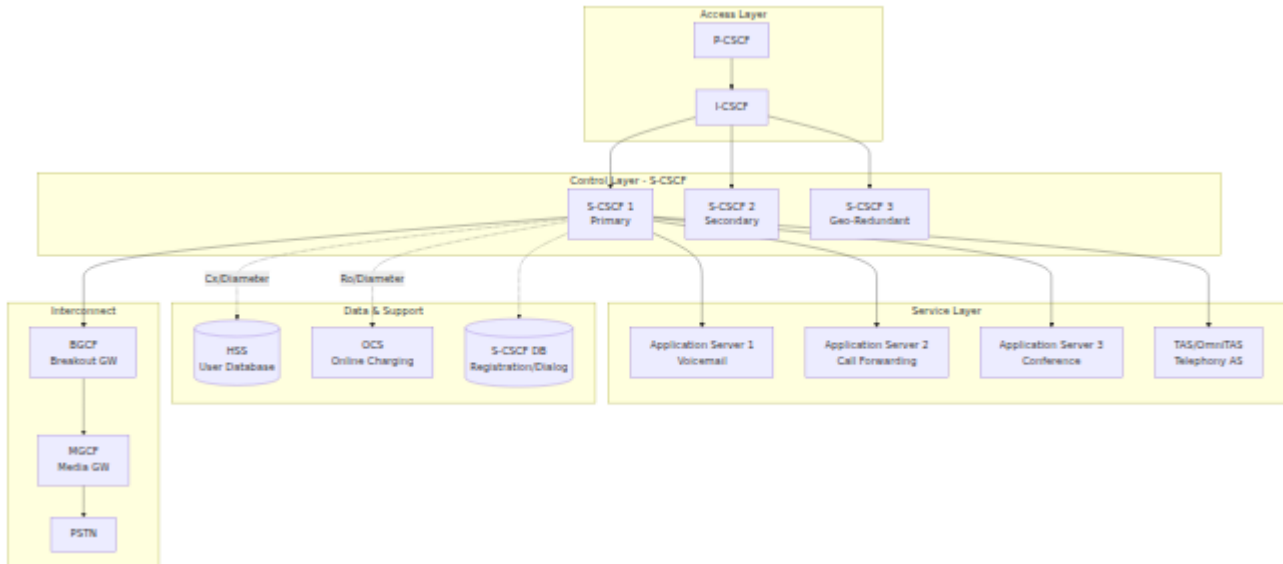 Access Layer
P-CSCF
I-CSCF
Control Layer - S-CSCF
S-CSCF 1
Primary
S-CSCF 2
Secondary
S-CSCF 3
Geo-Redundant
Cx/Diameter
Ro/Diameter
Interconnect
BGCF
Breakout GW
MGCF
Media GW
PSTN
Data & Support
HSS
User Database
OCS
Online Charging
S-CSCF DB
Registration/Dialog
Service Layer
Application Server 1
Voicemail
Application Server 2
Call Forwarding
Application Server 3
Conference
TAS/OmniTAS
Telephony AS